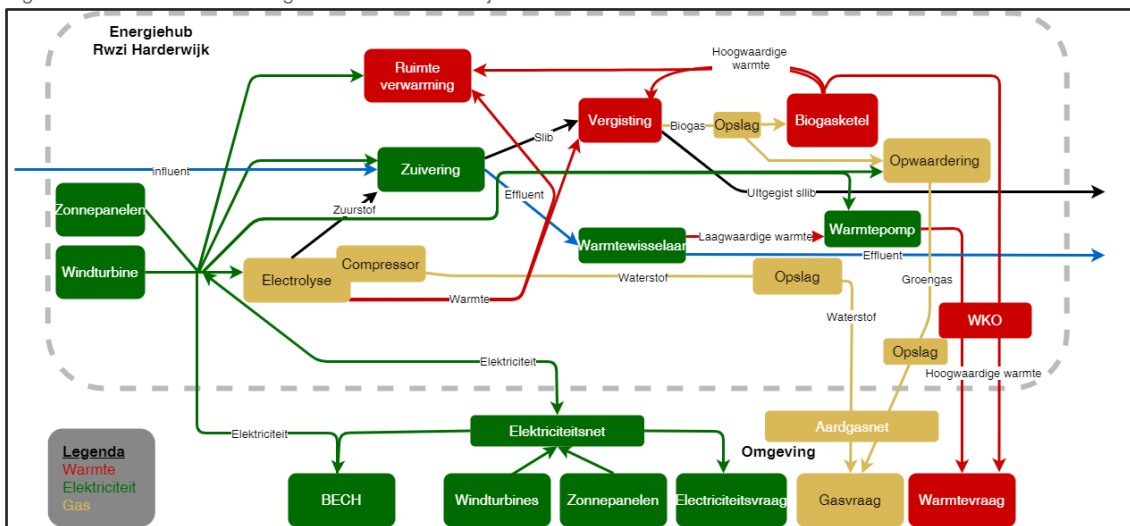 Energiehub
Rwzi Harderwijk
Hoogwaardige
warmte
Ruimte
verwarming
Vergisting
Biogas
Opslag
Biogasketel
Slib
Influent
Zuivering
Opwaardering
Zonnepanelen
Zuurstof
Effluent
Uitgegist sllib
Warmtewisselaar
Laagwaardige warmte
Warmtepomp
Windturbine
Electrolyse
Compressor
Effluent
Waterstof
Opslag
Groengas
Warmte
Waterstof
WKO
Opslag
Elektriciteit
Hoogwaardige warmte
Elektriciteit
Elektriciteitsnet
Aardgasnet
Omgeving
Legenda
Warmte
Elektriciteit
Gas
BECH
Windturbines
Zonnepanelen
Electriciteitsvraag
Gasvraag
Warmtevraag